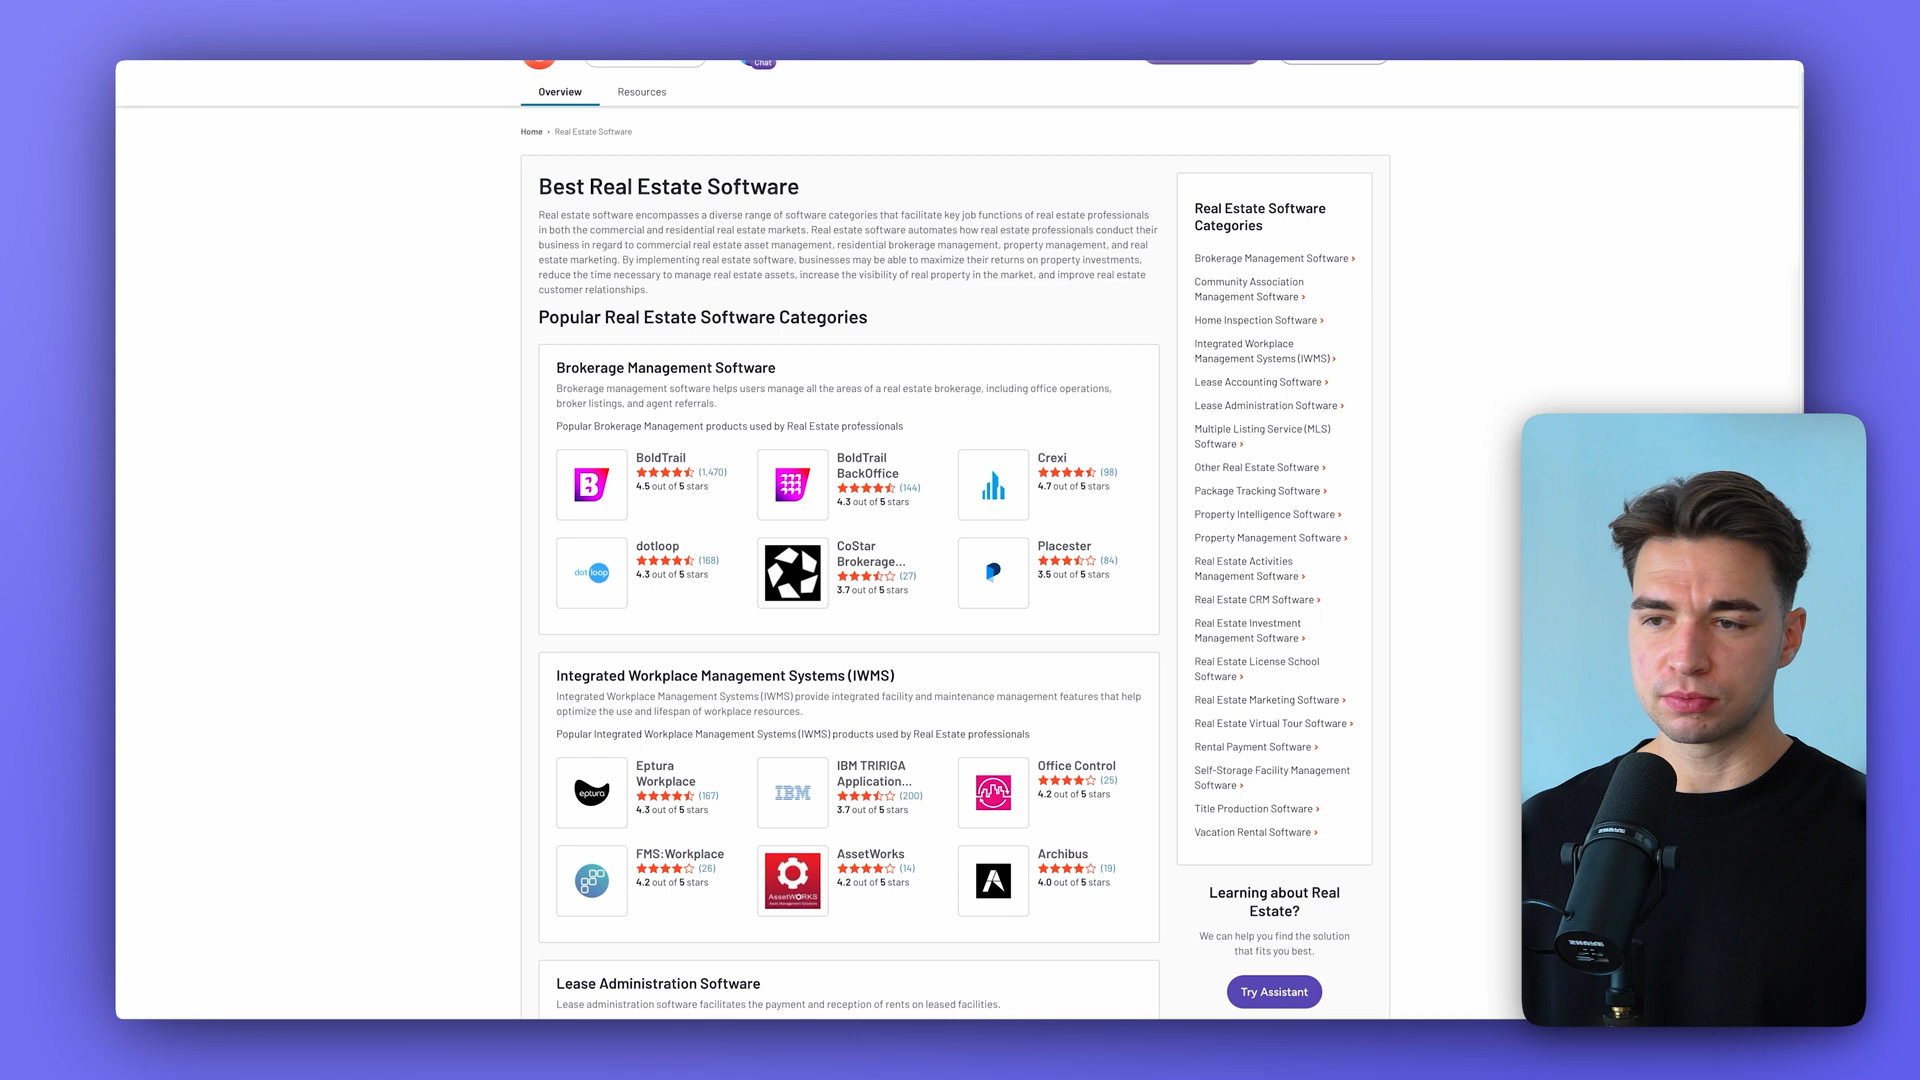 Chat
Overview
Resources
Home › Real Estate Software
Best Real Estate Software
Real estate software encompasses a diverse range of software categories that facilitate key job functions of real estate professionals
in both the commercial and residential real estate markets. Real estate software automates how real estate professionals conduct their
business in regard to commercial real estate asset management, residential brokerage management, property management, and real
estate marketing. By implementing real estate software, businesses may be able to maximize their returns on property investments,
reduce the time necessary to manage real estate assets, increase the visibility of real property in the market, and improve real estate
customer relationships.
Popular Real Estate Software Categories
Brokerage Management Software
Brokerage management software helps users manage all the areas of a real estate brokerage, including office operations,
broker listings, and agent referrals.
Popular Brokerage Management products used by Real Estate professionals
B
BoldTrail
(1,470)
4.5 out of 5 stars
BoldTrail
BackOffice
(144)
4.3 out of 5 stars
Crexi
(98)
4.7 out of 5 stars
dotloop
dotloop
(168)
4.3 out of 5 stars
CoStar
Brokerage...
(27)
3.7 out of 5 stars
Placester
(84)
3.5 out of 5 stars
Integrated Workplace Management Systems (IWMS)
Integrated Workplace Management Systems (IWMS) provide integrated facility and maintenance management features that help
optimize the use and lifespan of workplace resources.
Popular Integrated Workplace Management Systems (IWMS) products used by Real Estate professionals
eptura
Eptura
Workplace
(167)
4.3 out of 5 stars
IBM
IBM TRIRIGA
Application...
(200)
3.7 out of 5 stars
Office Control
(25)
4.2 out of 5 stars
FMS:Workplace
(26)
4.2 out of 5 stars
AssetWORKS
AssetWorks
(14)
4.2 out of 5 stars
Archibus
(19)
4.0 out of 5 stars
Lease Administration Software
Lease administration software facilitates the payment and reception of rents on leased facilities.
Real Estate Software
Categories
Brokerage Management Software ›
Community Association
Management Software ›
Home Inspection Software ›
Integrated Workplace
Management Systems (IWMS) ›
Lease Accounting Software ›
Lease Administration Software ›
Multiple Listing Service (MLS)
Software ›
Other Real Estate Software ›
Package Tracking Software ›
Property Intelligence Software ›
Property Management Software ›
Real Estate Activities
Management Software ›
Real Estate CRM Software ›
Real Estate Investment
Management Software ›
Real Estate License School
Software ›
Real Estate Marketing Software ›
Real Estate Virtual Tour Software ›
Rental Payment Software ›
Self-Storage Facility Management
Software ›
Title Production Software ›
Vacation Rental Software ›
Learning about Real
Estate?
We can help you find the solution
that fits you best.
Try Assistant
SHURE
SHURE